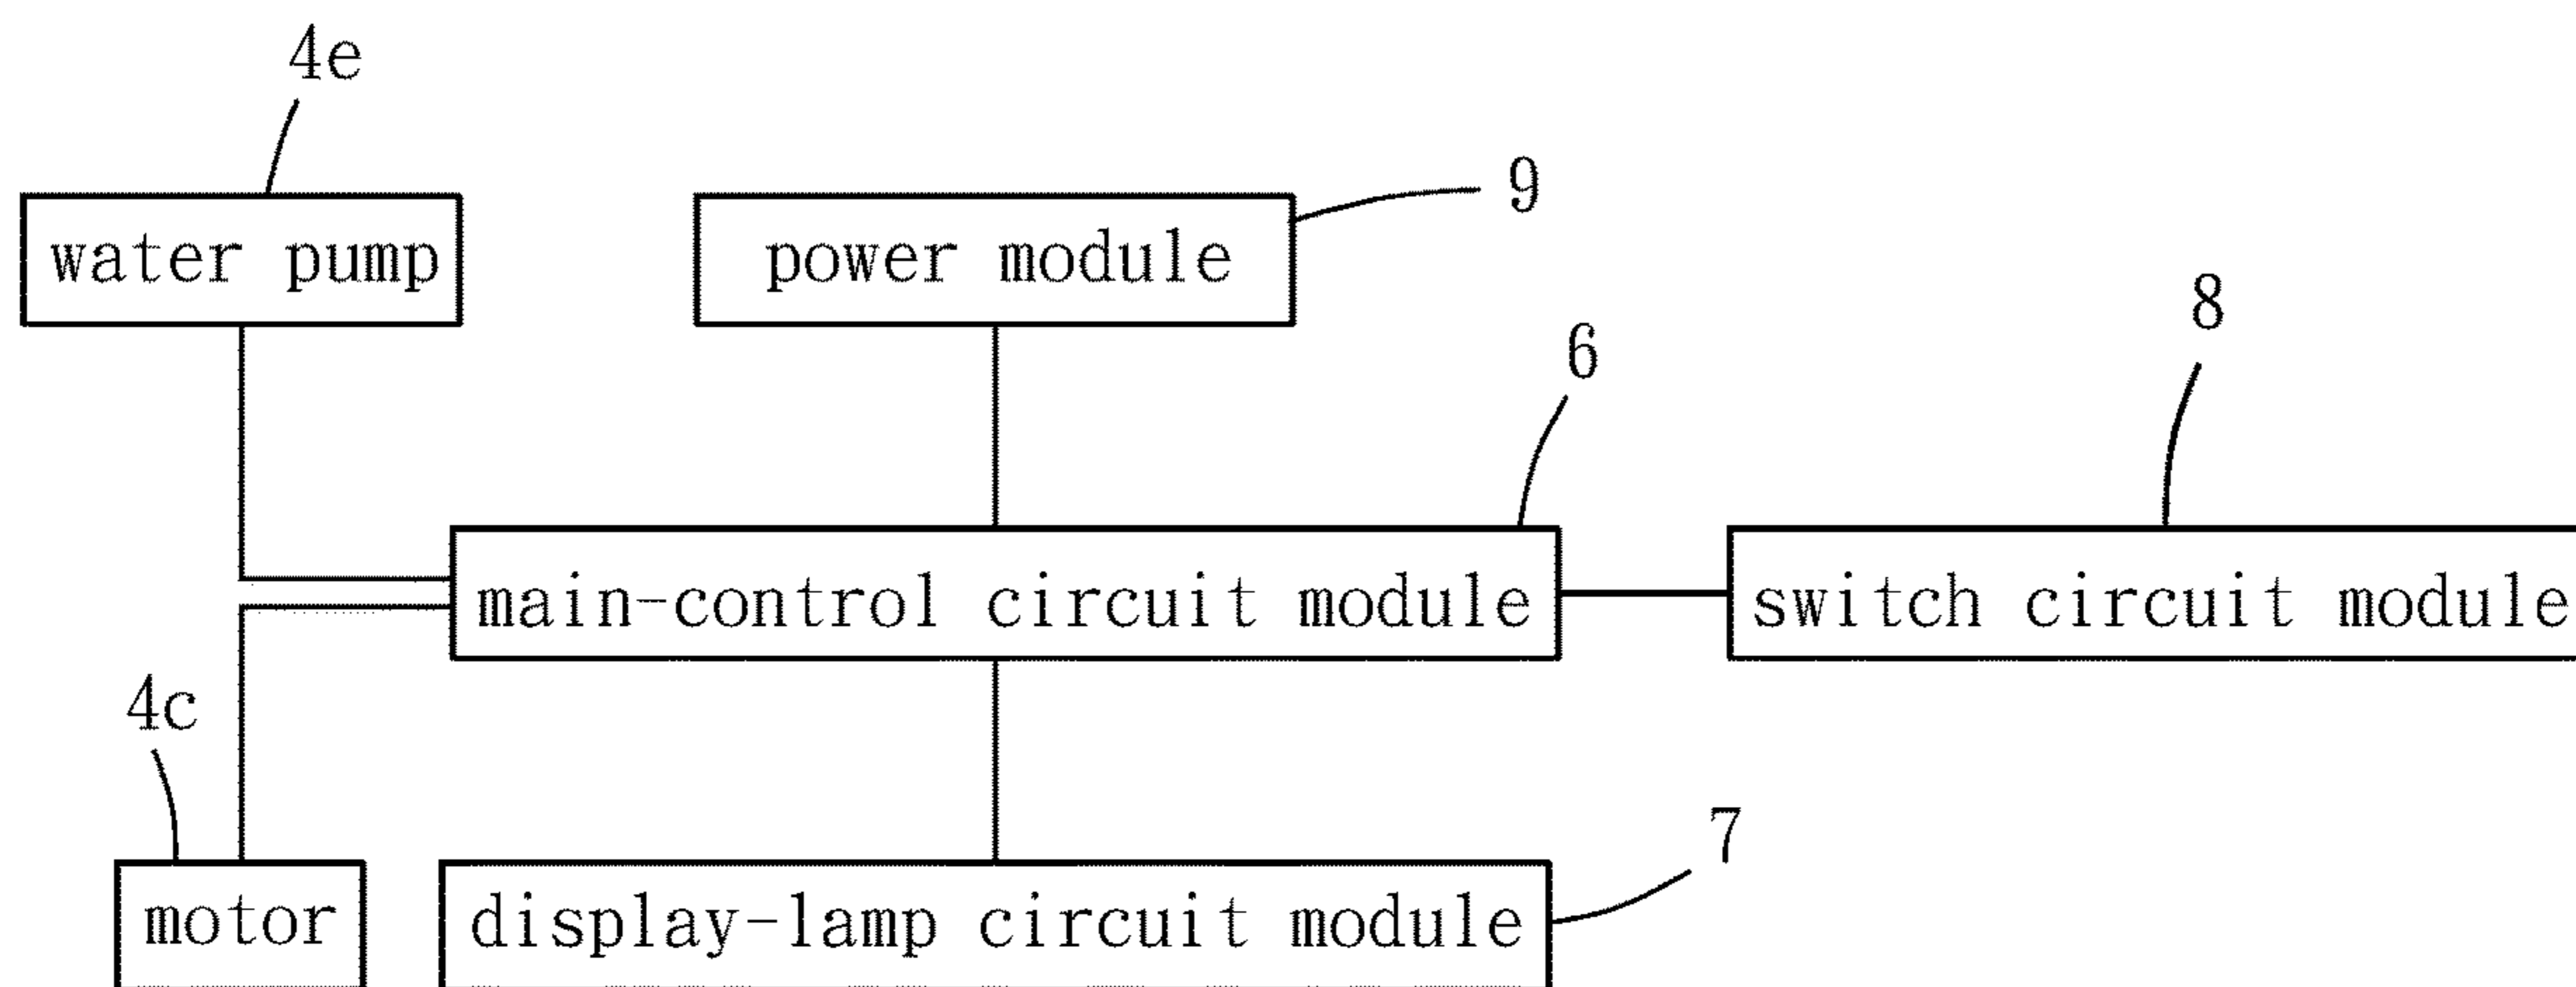 4e
9
water pump
power module
8
6
main-control circuit module
switch circuit module
4c
7
motor
display-lamp circuit module